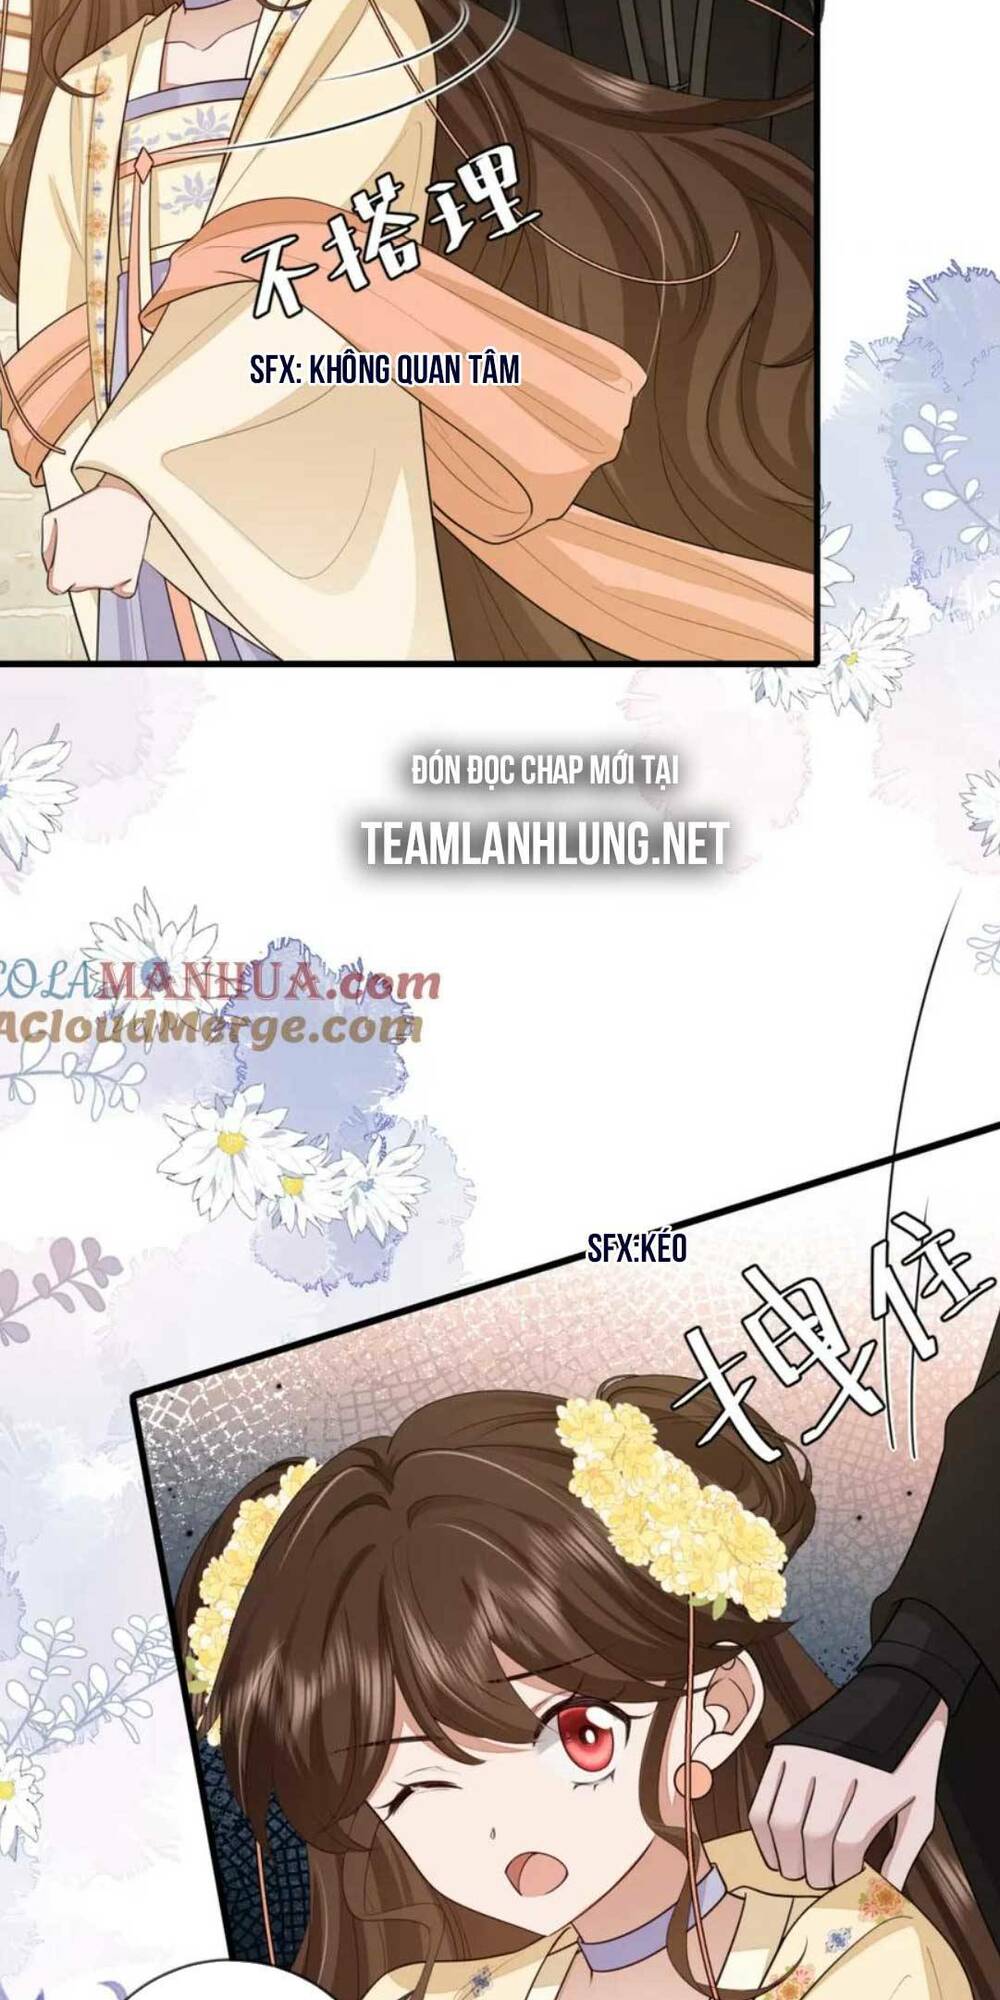 不搭理
SFX: KHÔNG QUAN TÂM
ĐÓN ĐỌC CHAP MỚI TẠI
TEAMLANHLUNG.NET
COLAMANHUA.com
ACloudMerge.com
SFX:KÉO
拽住